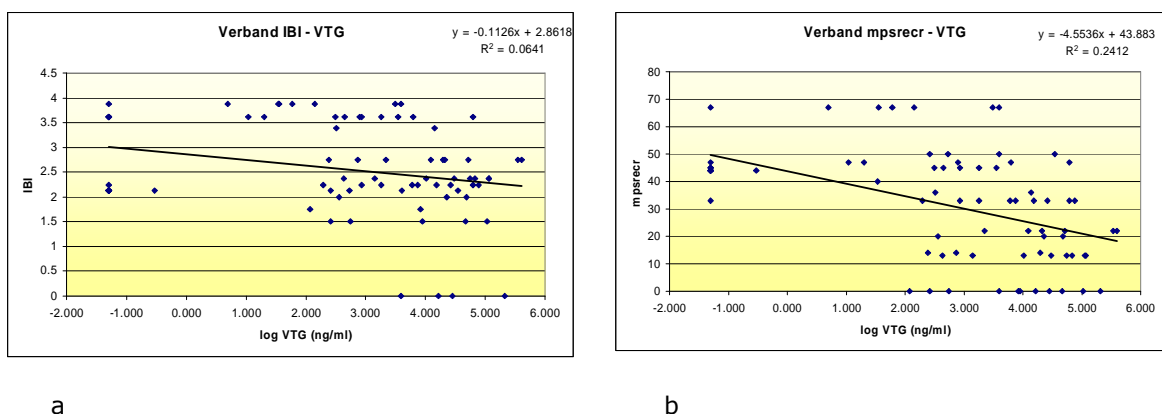 Verband IBI - VTG
y = -0.1126x + 2.8618
R² = 0.0641
4.5
4
3.5
3
2.5
2
1.5
1
0.5
0
IBI
-2.000 -1.000 0.000 1.000 2.000 3.000 4.000 5.000 6.000
log VTG (ng/ml)
a
Verband mpsrecr - VTG
y = -4.5536x + 43.883
R² = 0.2412
80
70
60
50
40
30
20
10
0
mpsrecr
-2.000 -1.000 0.000 1.000 2.000 3.000 4.000 5.000 6.000
log VTG (ng/ml)
b